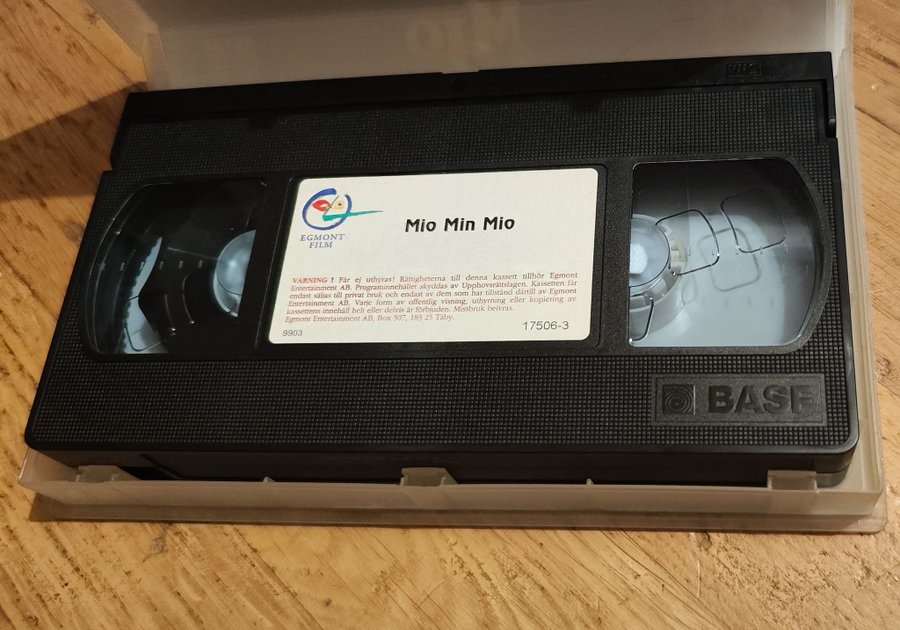 VHS
EGMONT
FILM
Mio Min Mio
VARNING ! Får ej uthyras! Rättigheterna till denna kassett tillhör Egmont
Entertainment AB. Programinnehållet skyddas av Upphovsrättslagen. Kassetten får
endast säljas till privat bruk och endast av dem som har tillstånd därtill av Egmont
Entertainment AB. Varje form av offentlig visning, uthyrning eller kopiering av
kassettens innehåll helt eller delvis är förbjuden. Missbruk beivras.
Egmont Entertainment AB, Box 507, 183 25 Täby.
9903
17506-3
BASF